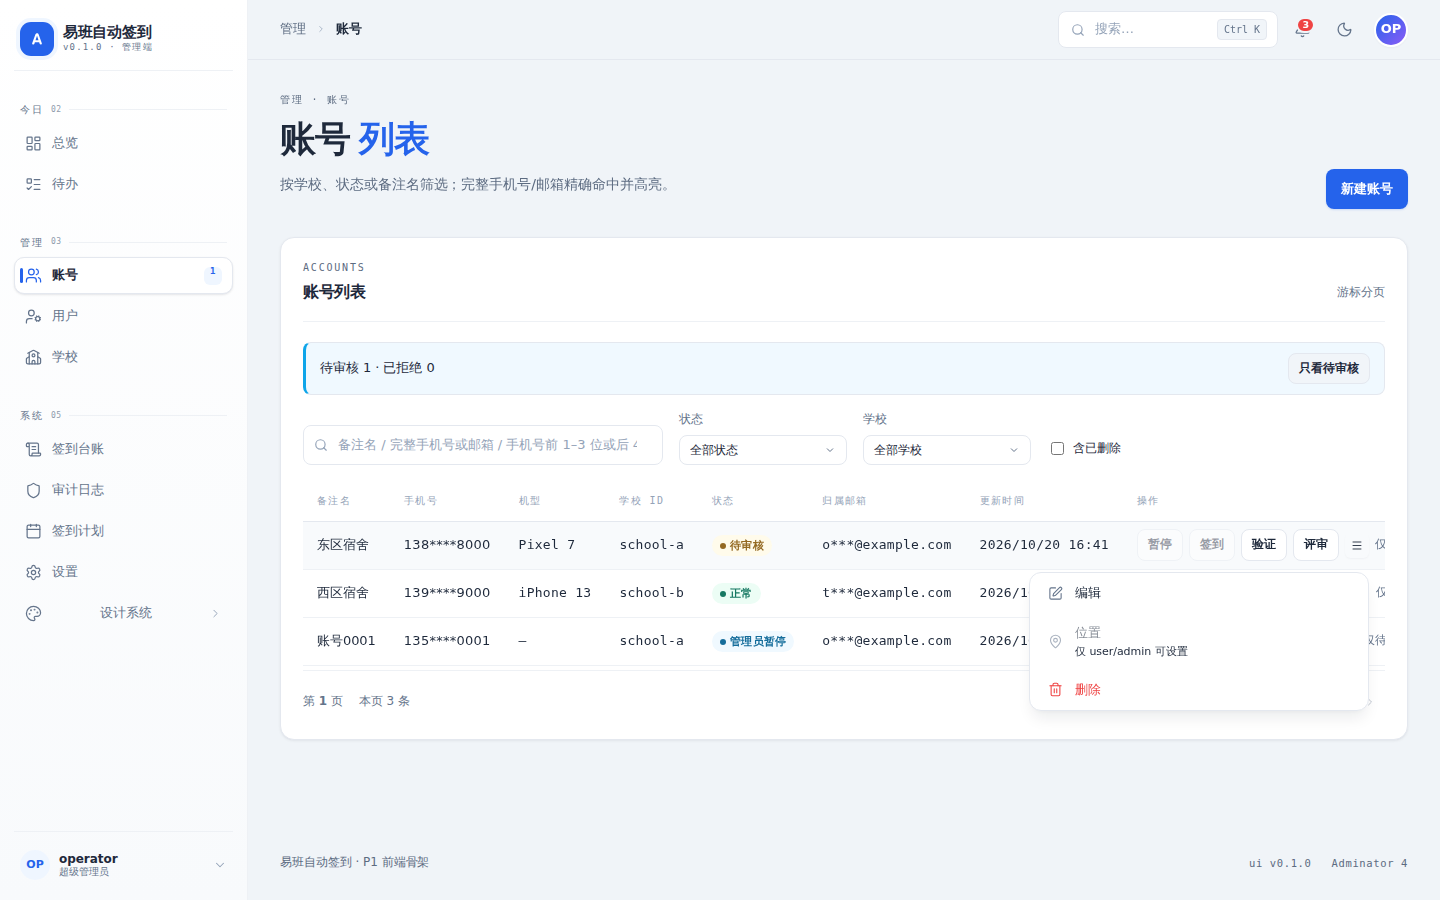 A
易班自动签到
v0.1.0 · 管理端
今日 02
总览
待办
管理 03
账号 1
用户
学校
系统 05
签到台账
审计日志
签到计划
设置
设计系统
OP
operator
超级管理员
管理 › 账号
搜索... Ctrl K
3
OP
管理 · 账号
账号 列表
按学校、状态或备注名筛选；完整手机号/邮箱精确命中并高亮。
新建账号
ACCOUNTS
账号列表
游标分页
待审核 1 · 已拒绝 0
只看待审核
备注名 / 完整手机号或邮箱 / 手机号前 1–3 位或后
状态
全部状态
学校
全部学校
含已删除
备注名 手机号 机型 学校 ID 状态 归属邮箱 更新时间 操作
东区宿舍 138****8000 Pixel 7 school-a 待审核 o***@example.com 2026/10/20 16:41 暂停 签到 验证 评审 仅
西区宿舍 139****9000 iPhone 13 school-b 正常 t***@example.com 2026/1 仅
账号0001 135****0001 — school-a 管理员暂停 o***@example.com 2026/1 仅待
编辑
位置
仅 user/admin 可设置
删除
第 1 页 本页 3 条
易班自动签到 · P1 前端骨架
ui v0.1.0 Adminator 4